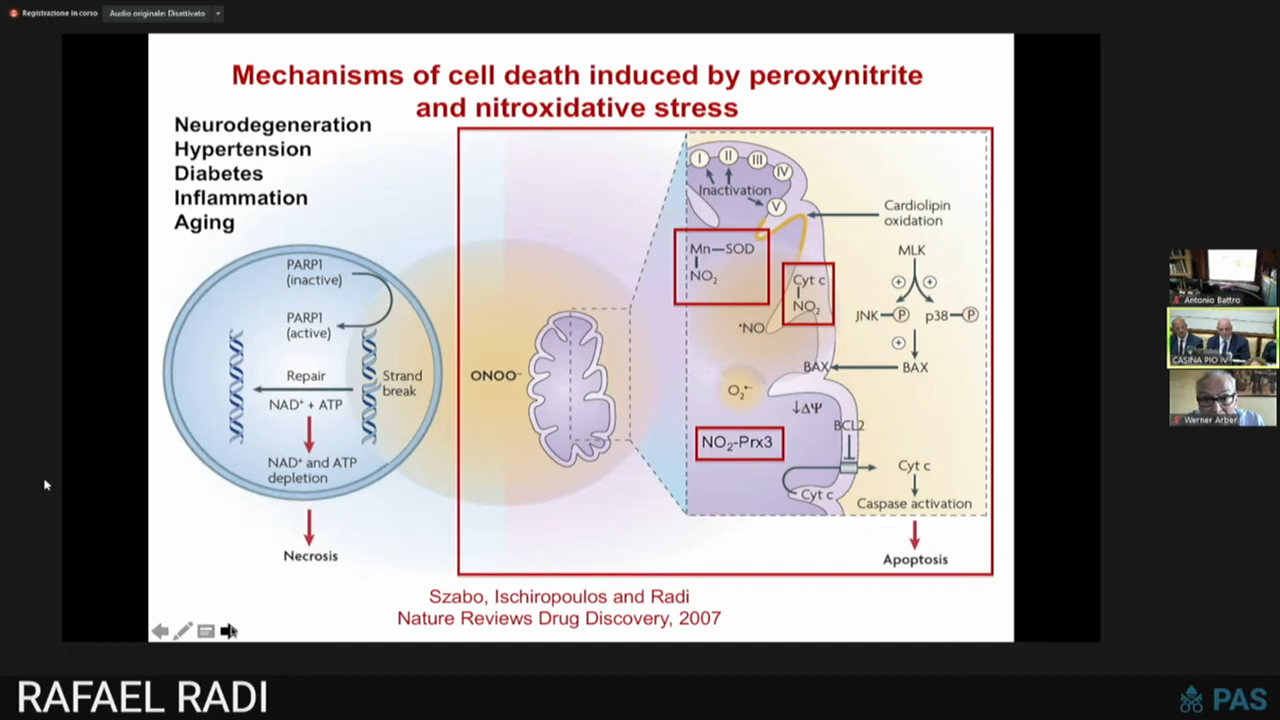 Registrazione in corso
Audio originale: Disattivato
Mechanisms of cell death induced by peroxynitrite
and nitroxidative stress
Neurodegeneration
Hypertension
Diabetes
Inflammation
Aging
PARP1
(inactive)
PARP1
(active)
Repair
NAD⁺ + ATP
Strand
break
NAD⁺ and ATP
depletion
Necrosis
ONOO⁻
I
II
III
IV
Inactivation
V
Cardiolipin
oxidation
Mn—SOD
NO₂
Cyt c
NO₂
•NO
MLK
+
+
JNK—P
p38—P
+
BAX
BAX
O₂•⁻
↓ΔΨ
BCL2
NO₂-Prx3
Cyt c
Cyt c
Caspase activation
Apoptosis
Szabo, Ischiropoulos and Radi
Nature Reviews Drug Discovery, 2007
Antonio Battro
CASINA PIO IV
Werner Arber
RAFAEL RADI
PAS